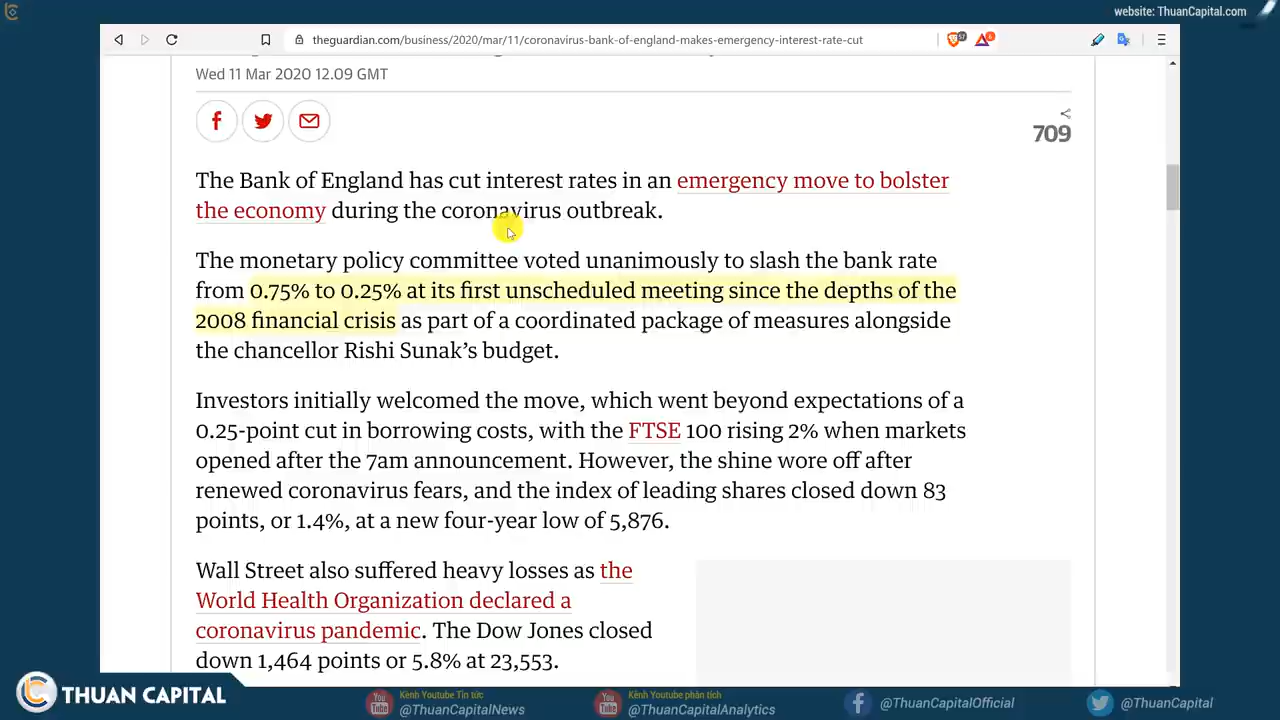 website: ThuanCapital.com
theguardian.com/business/2020/mar/11/coronavirus-bank-of-england-makes-emergency-interest-rate-cut
Wed 11 Mar 2020 12.09 GMT
709
The Bank of England has cut interest rates in an emergency move to bolster
the economy during the coronavirus outbreak.
The monetary policy committee voted unanimously to slash the bank rate
from 0.75% to 0.25% at its first unscheduled meeting since the depths of the
2008 financial crisis as part of a coordinated package of measures alongside
the chancellor Rishi Sunak’s budget.
Investors initially welcomed the move, which went beyond expectations of a
0.25-point cut in borrowing costs, with the FTSE 100 rising 2% when markets
opened after the 7am announcement. However, the shine wore off after
renewed coronavirus fears, and the index of leading shares closed down 83
points, or 1.4%, at a new four-year low of 5,876.
Wall Street also suffered heavy losses as the
World Health Organization declared a
coronavirus pandemic. The Dow Jones closed
down 1,464 points or 5.8% at 23,553.
THUAN CAPITAL
Kênh Youtube Tin tức
@ThuanCapitalNews
Kênh Youtube phân tích
@ThuanCapitalAnalytics
@ThuanCapitalOfficial
@ThuanCapital